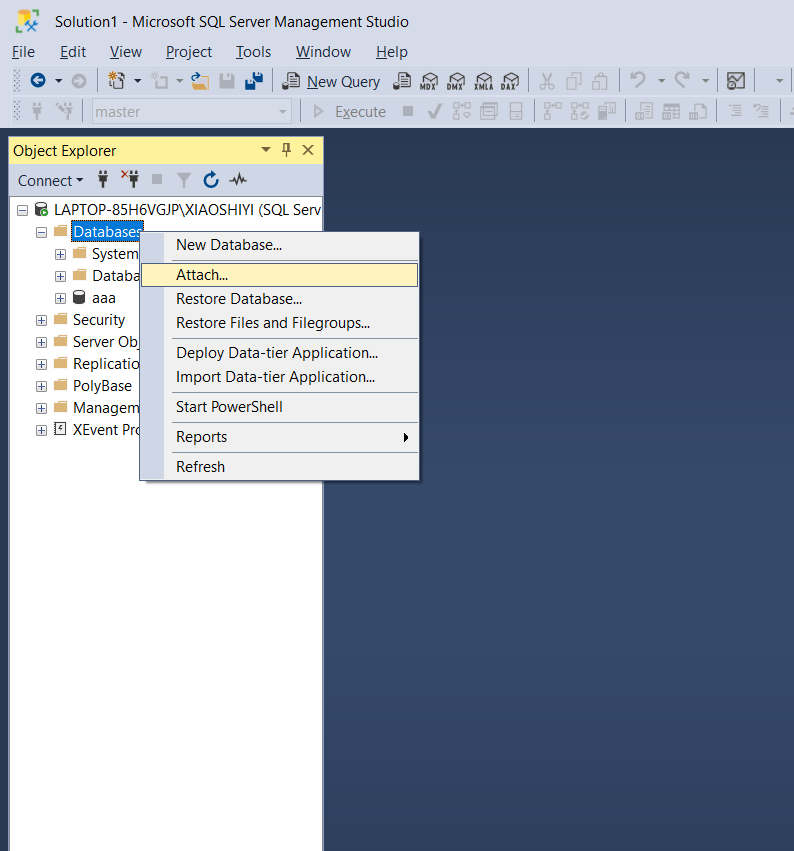 Solution1 - Microsoft SQL Server Management Studio
File Edit View Project Tools Window Help
New Query MDX DMX XMLA DAX
master Execute
Object Explorer
Connect
LAPTOP-85H6VGJP\XIAOSHIYI (SQL Serv
Databases
System
Databa
aaa
Security
Server Obj
Replicatio
PolyBase
Managem
XEvent Pro
New Database...
Attach...
Restore Database...
Restore Files and Filegroups...
Deploy Data-tier Application...
Import Data-tier Application...
Start PowerShell
Reports
Refresh